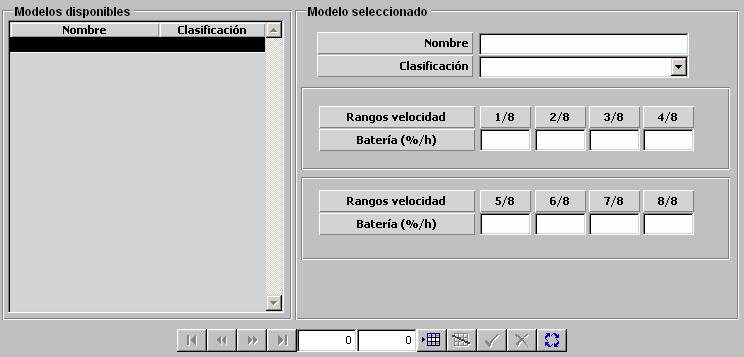 Modelos disponibles
Nombre Clasificación
Modelo seleccionado
Nombre
Clasificación
Rangos velocidad 1/8 2/8 3/8 4/8
Batería (%/h)
Rangos velocidad 5/8 6/8 7/8 8/8
Batería (%/h)
0 0